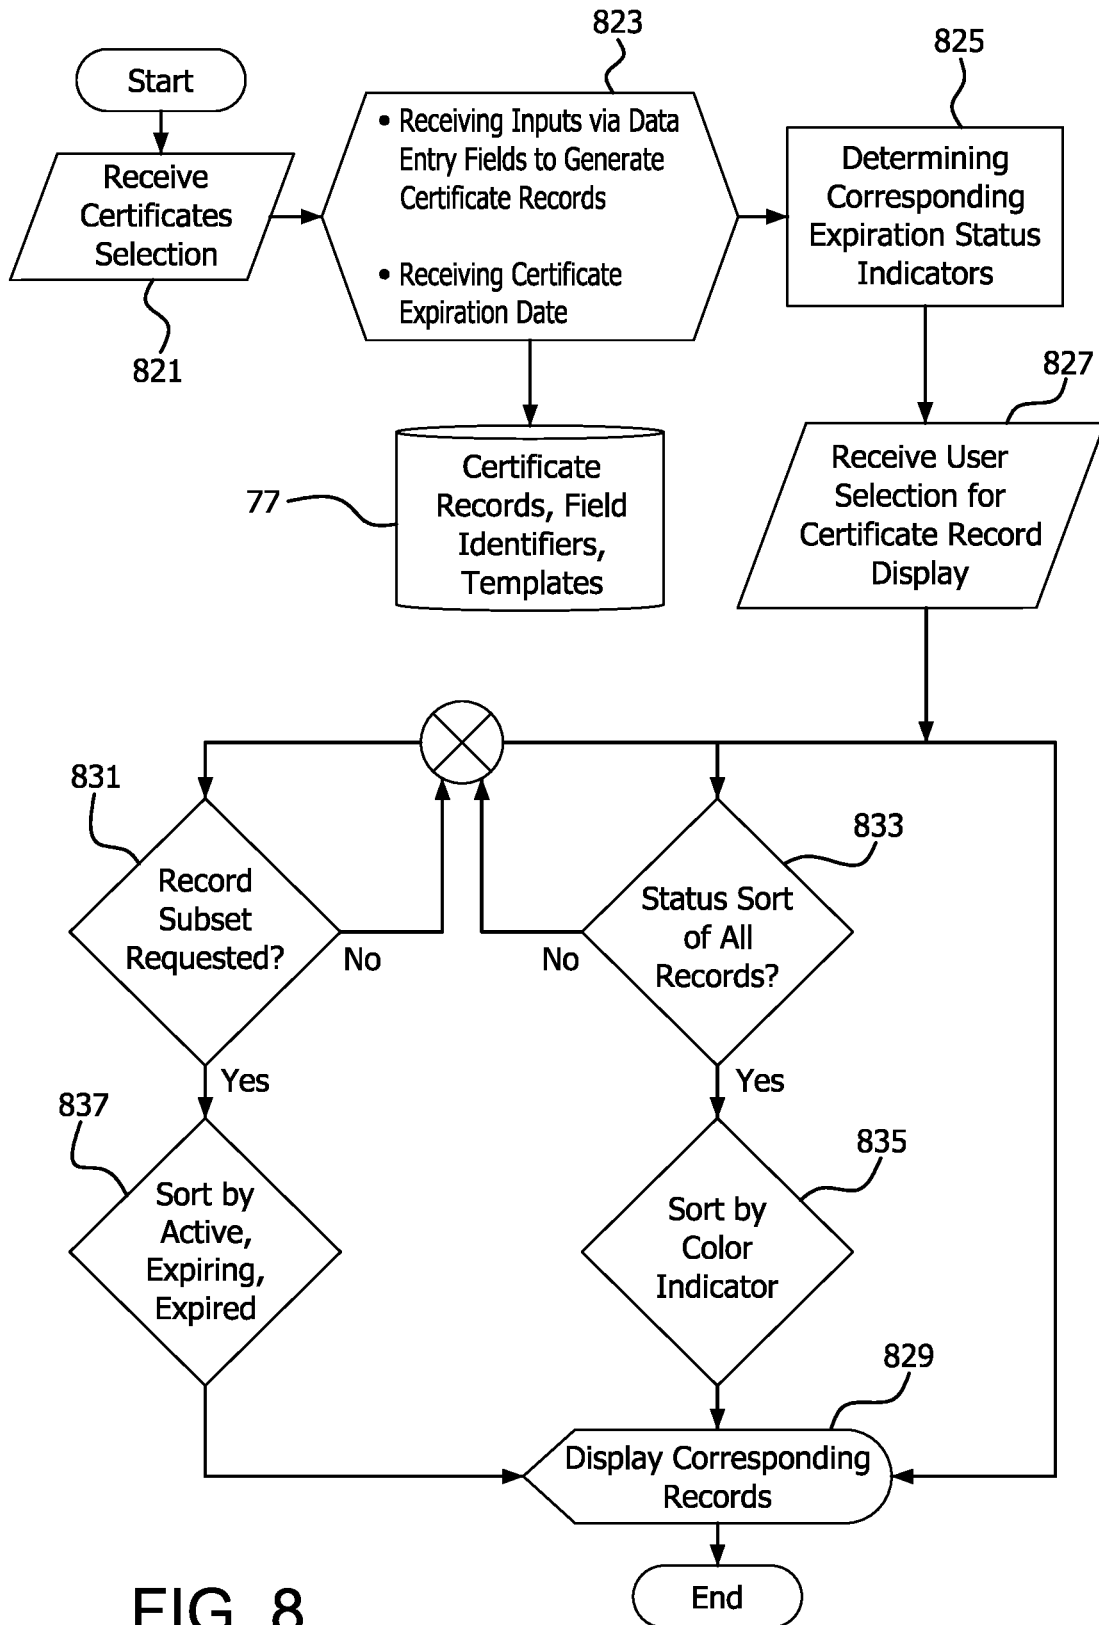 823
825
Start
• Receiving Inputs via Data
Entry Fields to Generate
Certificate Records
• Receiving Certificate
Expiration Date
Determining
Corresponding
Expiration Status
Indicators
Receive
Certificates
Selection
821
827
77
Certificate
Records, Field
Identifiers,
Templates
Receive User
Selection for
Certificate Record
Display
831
833
Record
Subset
Requested?
No
No
Status Sort
of All
Records?
Yes
Yes
837
835
Sort by
Active,
Expiring,
Expired
Sort by
Color
Indicator
829
Display Corresponding
Records
End
FIG. 8